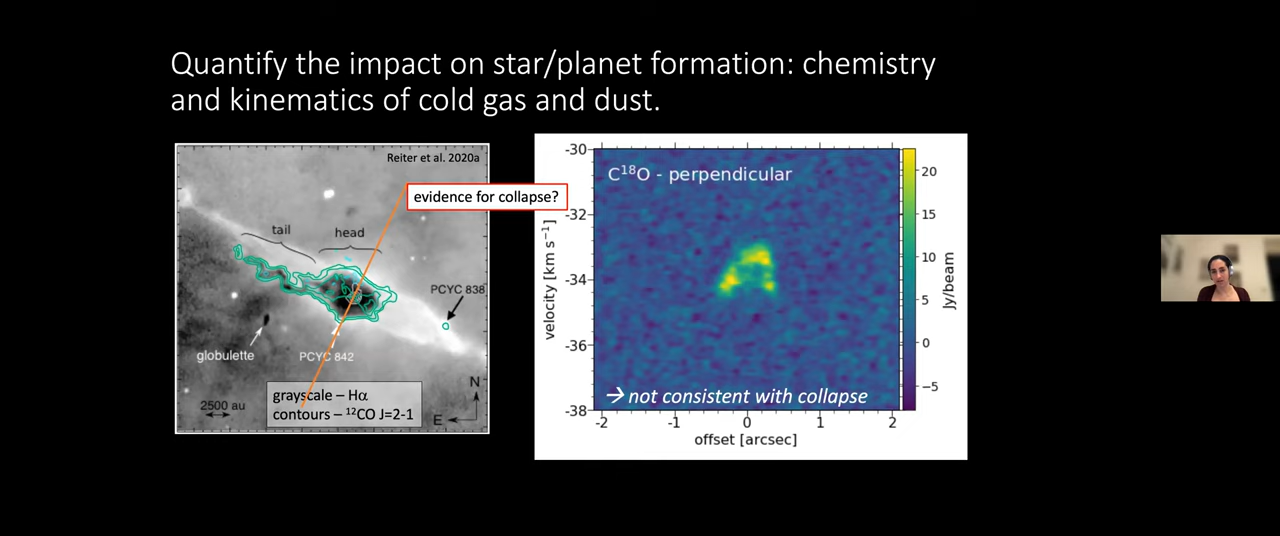 Quantify the impact on star/planet formation: chemistry
and kinematics of cold gas and dust.
Reiter et al. 2020a
evidence for collapse?
tail
head
PCYC 838
globulette
PCYC 842
grayscale – Hα
contours – ¹²CO J=2-1
2500 au
N
E
C¹⁸O - perpendicular
→ not consistent with collapse
velocity [km s⁻¹]
-30
-32
-34
-36
-38
-2
-1
0
1
2
offset [arcsec]
20
15
10
5
0
−5
Jy/beam